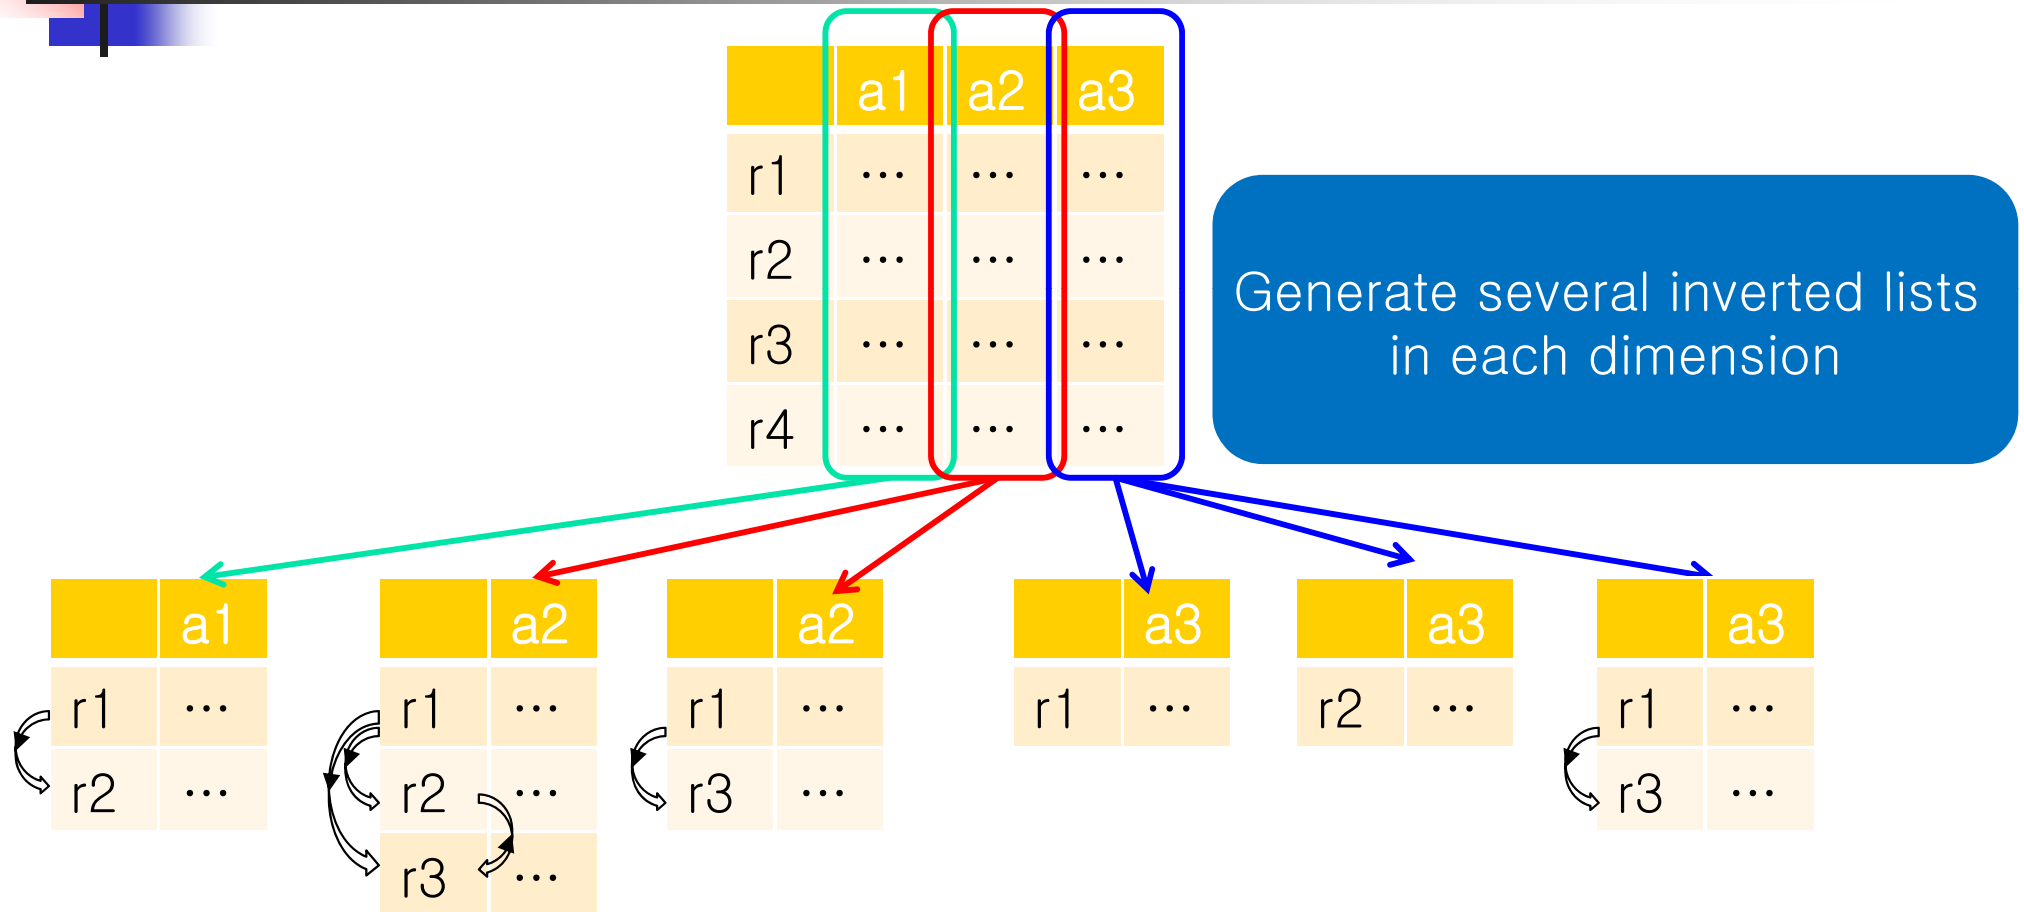 a1 a2 a3
r1 ... ... ...
r2 ... ... ...
r3 ... ... ...
r4 ... ... ...
Generate several inverted lists
in each dimension
a1
r1 ...
r2 ...
a2
r1 ...
r2 ...
r3 ...
a2
r1 ...
r3 ...
a3
r1 ...
a3
r2 ...
a3
r1 ...
r3 ...